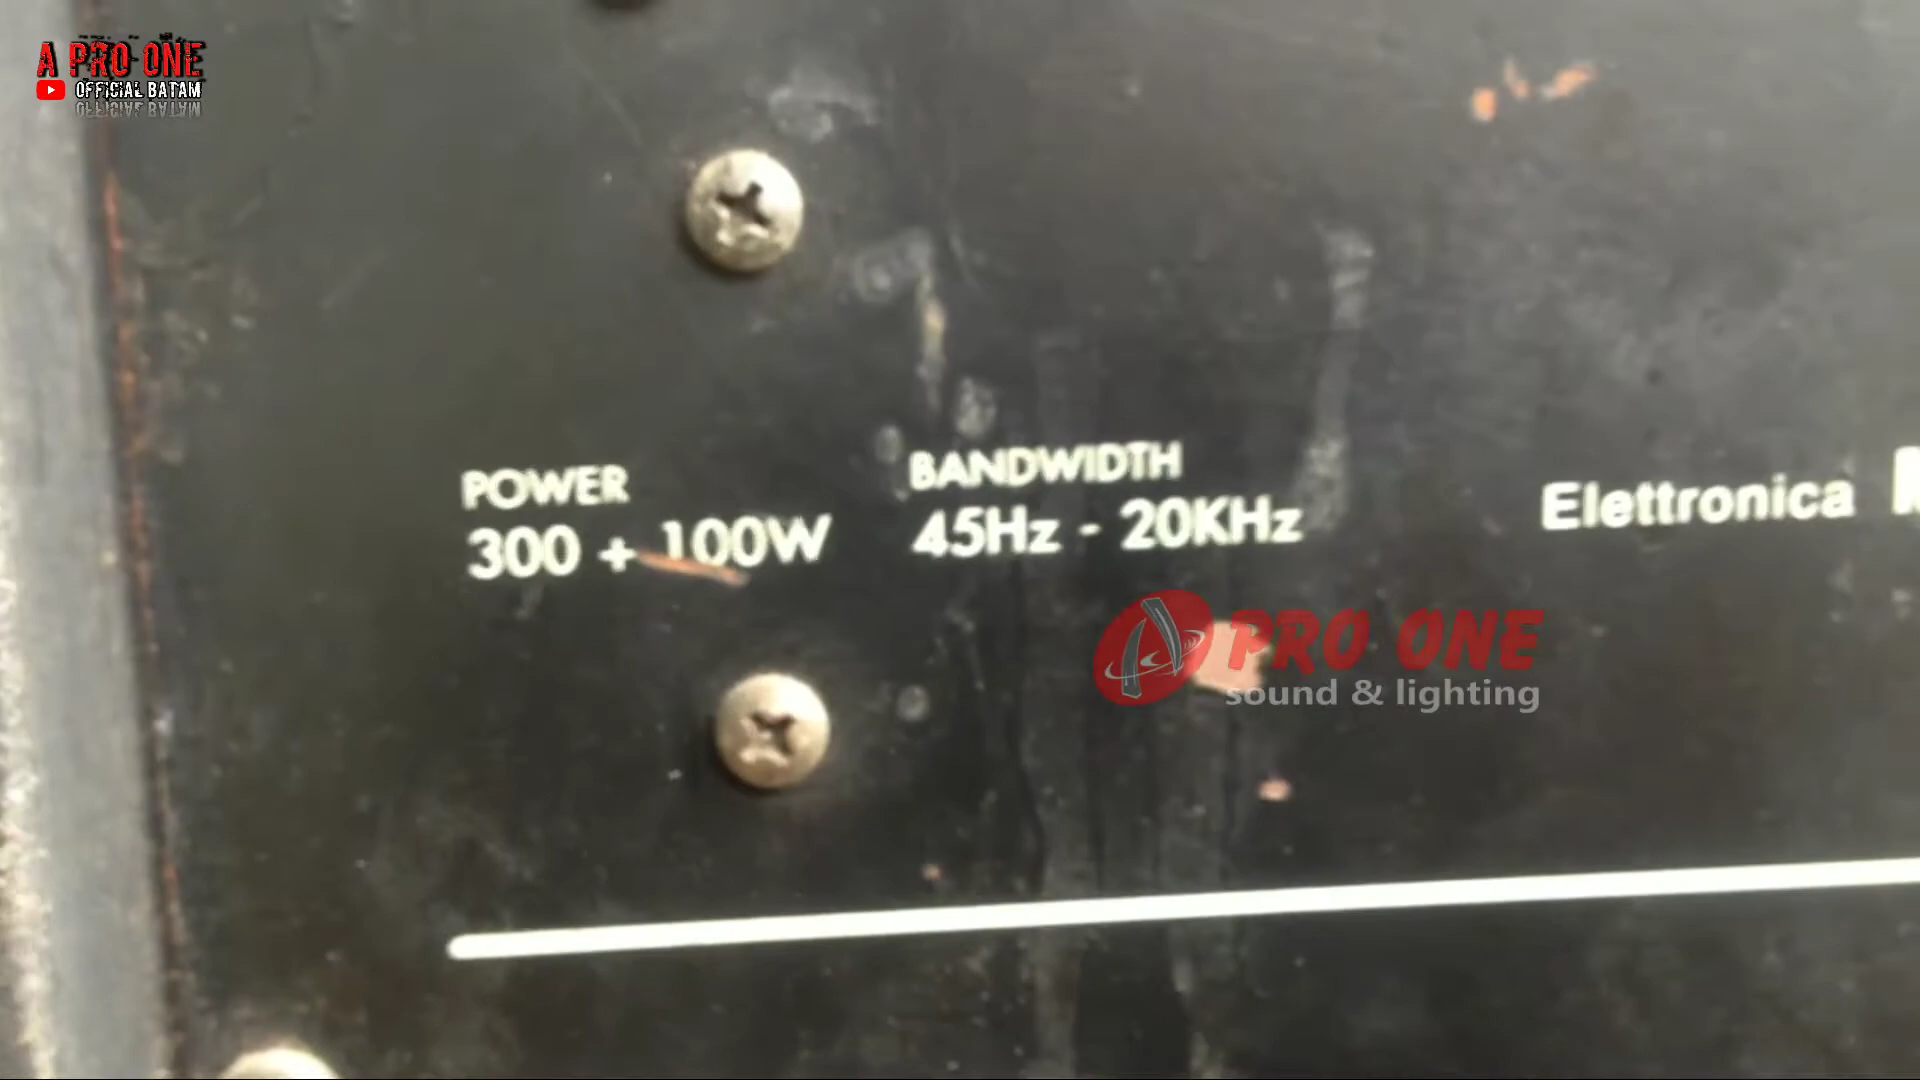 A PRO ONE
OFFICIAL BATAM
POWER
300 + 100W
BANDWIDTH
45Hz - 20KHz
Elettronica
PRO ONE
sound & lighting